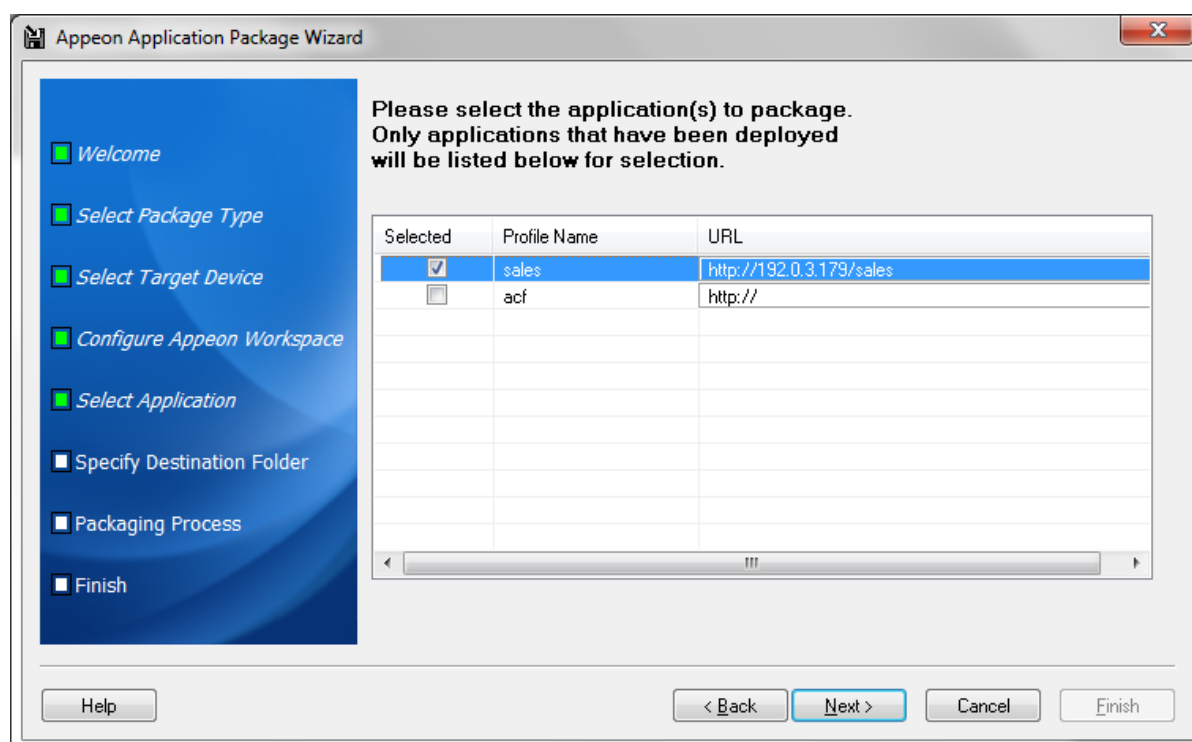 Appeon Application Package Wizard
Welcome
Select Package Type
Select Target Device
Configure Appeon Workspace
Select Application
Specify Destination Folder
Packaging Process
Finish
Please select the application(s) to package.
Only applications that have been deployed
will be listed below for selection.
Selected Profile Name URL
sales http://192.0.3.179/sales
acf http://
Help < Back Next > Cancel Finish